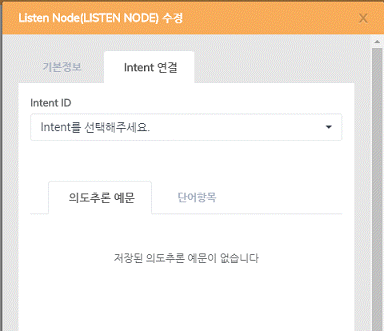 Listen Node(LISTEN NODE) 수정
X
기본정보
Intent 연결
Intent ID
Intent를 선택해주세요.
의도추론 예문
단어항목
저장된 의도추론 예문이 없습니다